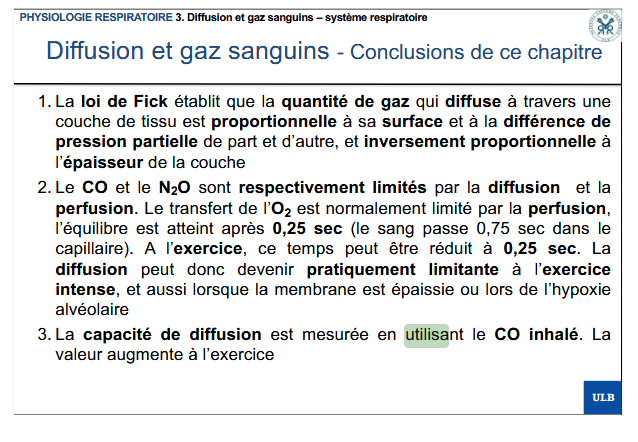 PHYSIOLOGIE RESPIRATOIRE 3. Diffusion et gaz sanguins – système respiratoire
Diffusion et gaz sanguins - Conclusions de ce chapitre
1. La loi de Fick établit que la quantité de gaz qui diffuse à travers une
couche de tissu est proportionnelle à sa surface et à la différence de
pression partielle de part et d'autre, et inversement proportionnelle à
l'épaisseur de la couche
2. Le CO et le N2O sont respectivement limités par la diffusion et la
perfusion. Le transfert de l'O2 est normalement limité par la perfusion,
l'équilibre est atteint après 0,25 sec (le sang passe 0,75 sec dans le
capillaire). A l'exercice, ce temps peut être réduit à 0,25 sec. La
diffusion peut donc devenir pratiquement limitante à l'exercice
intense, et aussi lorsque la membrane est épaissie ou lors de l'hypoxie
alvéolaire
3. La capacité de diffusion est mesurée en utilisant le CO inhalé. La
valeur augmente à l'exercice
ULB